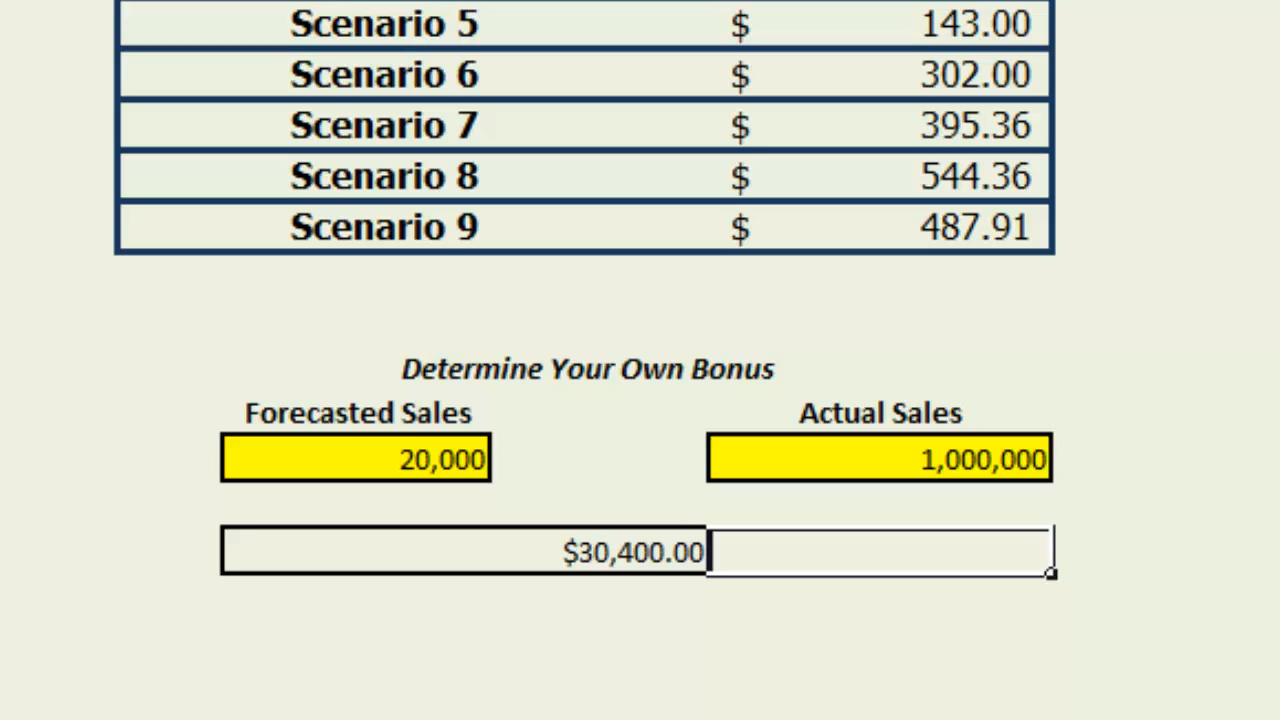 Scenario 5 $ 143.00
Scenario 6 $ 302.00
Scenario 7 $ 395.36
Scenario 8 $ 544.36
Scenario 9 $ 487.91
Determine Your Own Bonus
Forecasted Sales Actual Sales
20,000 1,000,000
$30,400.00